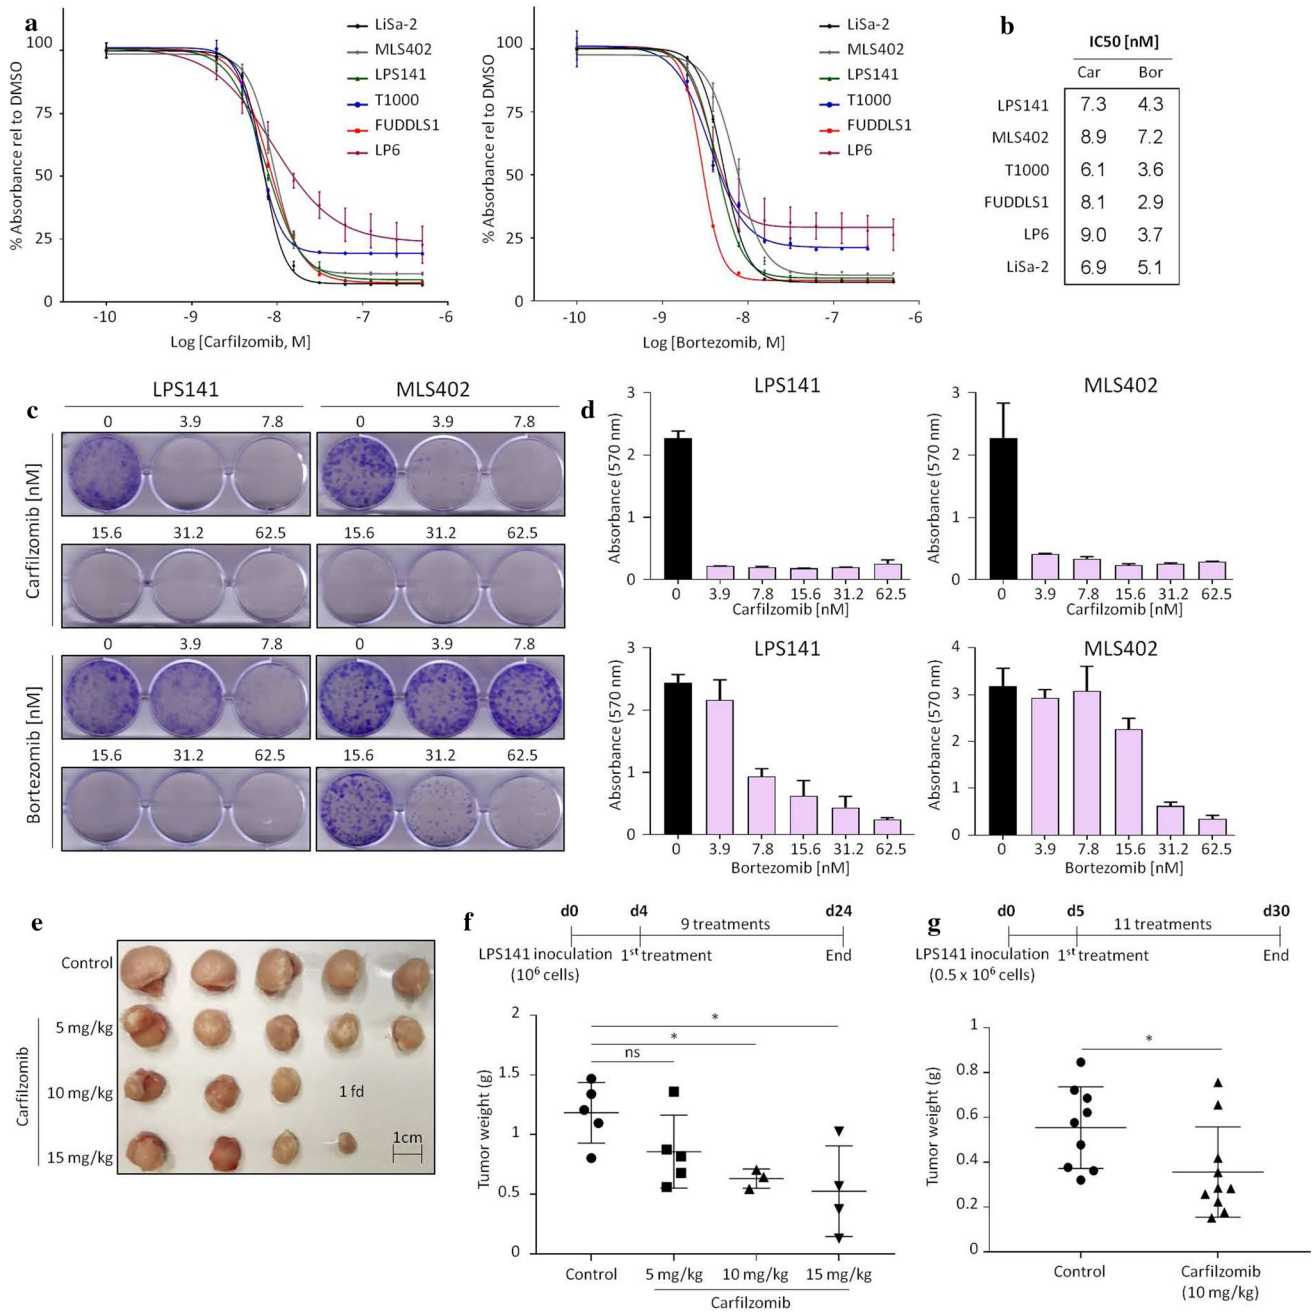 a
LiSa-2
MLS402
LPS141
T1000
FUDDLS1
LP6
100
75
50
25
0
% Absorbance rel to DMSO
-10 -9 -8 -7 -6
Log [Carfilzomib, M]
LiSa-2
MLS402
LPS141
T1000
FUDDLS1
LP6
100
75
50
25
0
% Absorbance rel to DMSO
-10 -9 -8 -7 -6
Log [Bortezomib, M]
b
IC50 [nM]
Car Bor
LPS141 7.3 4.3
MLS402 8.9 7.2
T1000 6.1 3.6
FUDDLS1 8.1 2.9
LP6 9.0 3.7
LiSa-2 6.9 5.1
c
LPS141 MLS402
0 3.9 7.8 0 3.9 7.8
15.6 31.2 62.5 15.6 31.2 62.5
Carfilzomib [nM]
0 3.9 7.8 0 3.9 7.8
15.6 31.2 62.5 15.6 31.2 62.5
Bortezomib [nM]
d
LPS141
3
2
1
0
Absorbance (570 nm)
0 3.9 7.8 15.6 31.2 62.5
Carfilzomib [nM]
MLS402
3
2
1
0
Absorbance (570 nm)
0 3.9 7.8 15.6 31.2 62.5
Carfilzomib [nM]
LPS141
3
2
1
0
Absorbance (570 nm)
0 3.9 7.8 15.6 31.2 62.5
Bortezomib [nM]
MLS402
4
3
2
1
0
Absorbance (570 nm)
0 3.9 7.8 15.6 31.2 62.5
Bortezomib [nM]
e
Control
5 mg/kg
10 mg/kg
15 mg/kg
Carfilzomib
1 fd
1cm
f
d0 d4 d24
9 treatments
LPS141 inoculation 1st treatment End
(10⁶ cells)
2
1.5
1
0.5
0
Tumor weight (g)
*
*
ns
Control 5 mg/kg 10 mg/kg 15 mg/kg
Carfilzomib
g
d0 d5 d30
11 treatments
LPS141 inoculation 1st treatment End
(0.5 x 10⁶ cells)
1
0.8
0.6
0.4
0.2
0
Tumor weight (g)
*
Control Carfilzomib
(10 mg/kg)